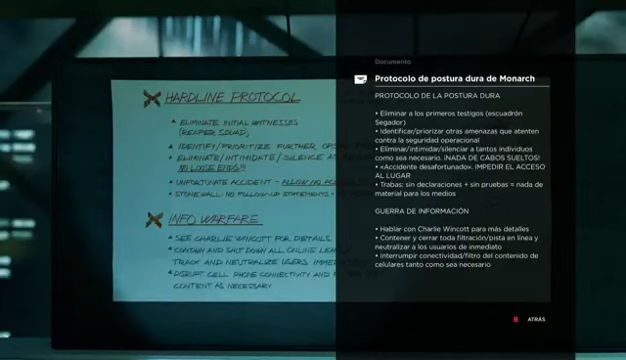 HARDLINE PROTOCOL
▲ ELIMINATE INITIAL WITNESSES
(REAPER SQUAD)
▲ IDENTIFY/PRIORITIZE FURTHER
▲ ELIMINATE/INTIMIDATE/SILENCE AS
NO LOOSE ENDS!!
▲ UNFORTUNATE ACCIDENT - ALLOW NO
▲ STONEWALL: NO FOLLOW-UP STATEMENTS +
INFO WARFARE
▲ SEE CHARLIE WINCOTT FOR DETAILS
▲ CONTAIN AND SHUT DOWN ALL ONLINE
TRACK AND NEUTRALIZE USERS
▲ DISRUPT CELL PHONE CONNECTIVITY AND
CONTENT AS NECESSARY
Documento
Protocolo de postura dura de Monarch
PROTOCOLO DE LA POSTURA DURA
• Eliminar a los primeros testigos (escuadrón
Segador)
• Identificar/priorizar otras amenazas que atenten
contra la seguridad operacional
• Eliminar/intimidar/silenciar a tantos individuos
como sea necesario. ¡NADA DE CABOS SUELTOS!
• «Accidente desafortunado». IMPEDIR EL ACCESO
AL LUGAR
• Trabas: sin declaraciones + sin pruebas = nada de
material para los medios
GUERRA DE INFORMACIÓN
• Hablar con Charlie Wincott para más detalles
• Contener y cerrar toda filtración/pista en línea y
neutralizar a los usuarios de inmediato
• Interrumpir conectividad/filtro del contenido de
celulares tanto como sea necesario
B ATRÁS